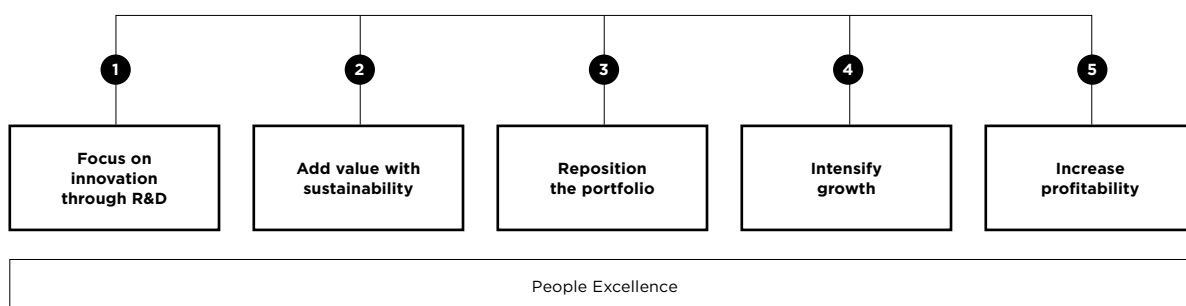 1
2
3
4
5
Focus on
innovation
through R&D
Add value with
sustainability
Reposition
the portfolio
Intensify
growth
Increase
profitability
People Excellence